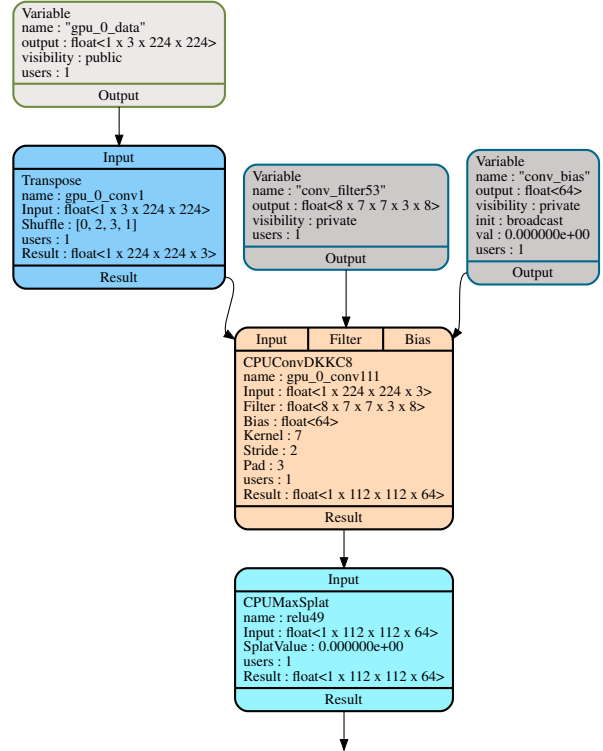 Variable
name : "gpu_0_data"
output : float<1 x 3 x 224 x 224>
visibility : public
users : 1
Output
Input
Transpose
name : gpu_0_conv1
Input : float<1 x 3 x 224 x 224>
Shuffle : [0, 2, 3, 1]
users : 1
Result : float<1 x 224 x 224 x 3>
Result
Variable
name : "conv_filter53"
output : float<8 x 7 x 7 x 3 x 8>
visibility : private
users : 1
Output
Variable
name : "conv_bias"
output : float<64>
visibility : private
init : broadcast
val : 0.000000e+00
users : 1
Output
Input Filter Bias
CPUConvDKKC8
name : gpu_0_conv111
Input : float<1 x 224 x 224 x 3>
Filter : float<8 x 7 x 7 x 3 x 8>
Bias : float<64>
Kernel : 7
Stride : 2
Pad : 3
users : 1
Result : float<1 x 112 x 112 x 64>
Result
Input
CPUMaxSplat
name : relu49
Input : float<1 x 112 x 112 x 64>
SplatValue : 0.000000e+00
users : 1
Result : float<1 x 112 x 112 x 64>
Result